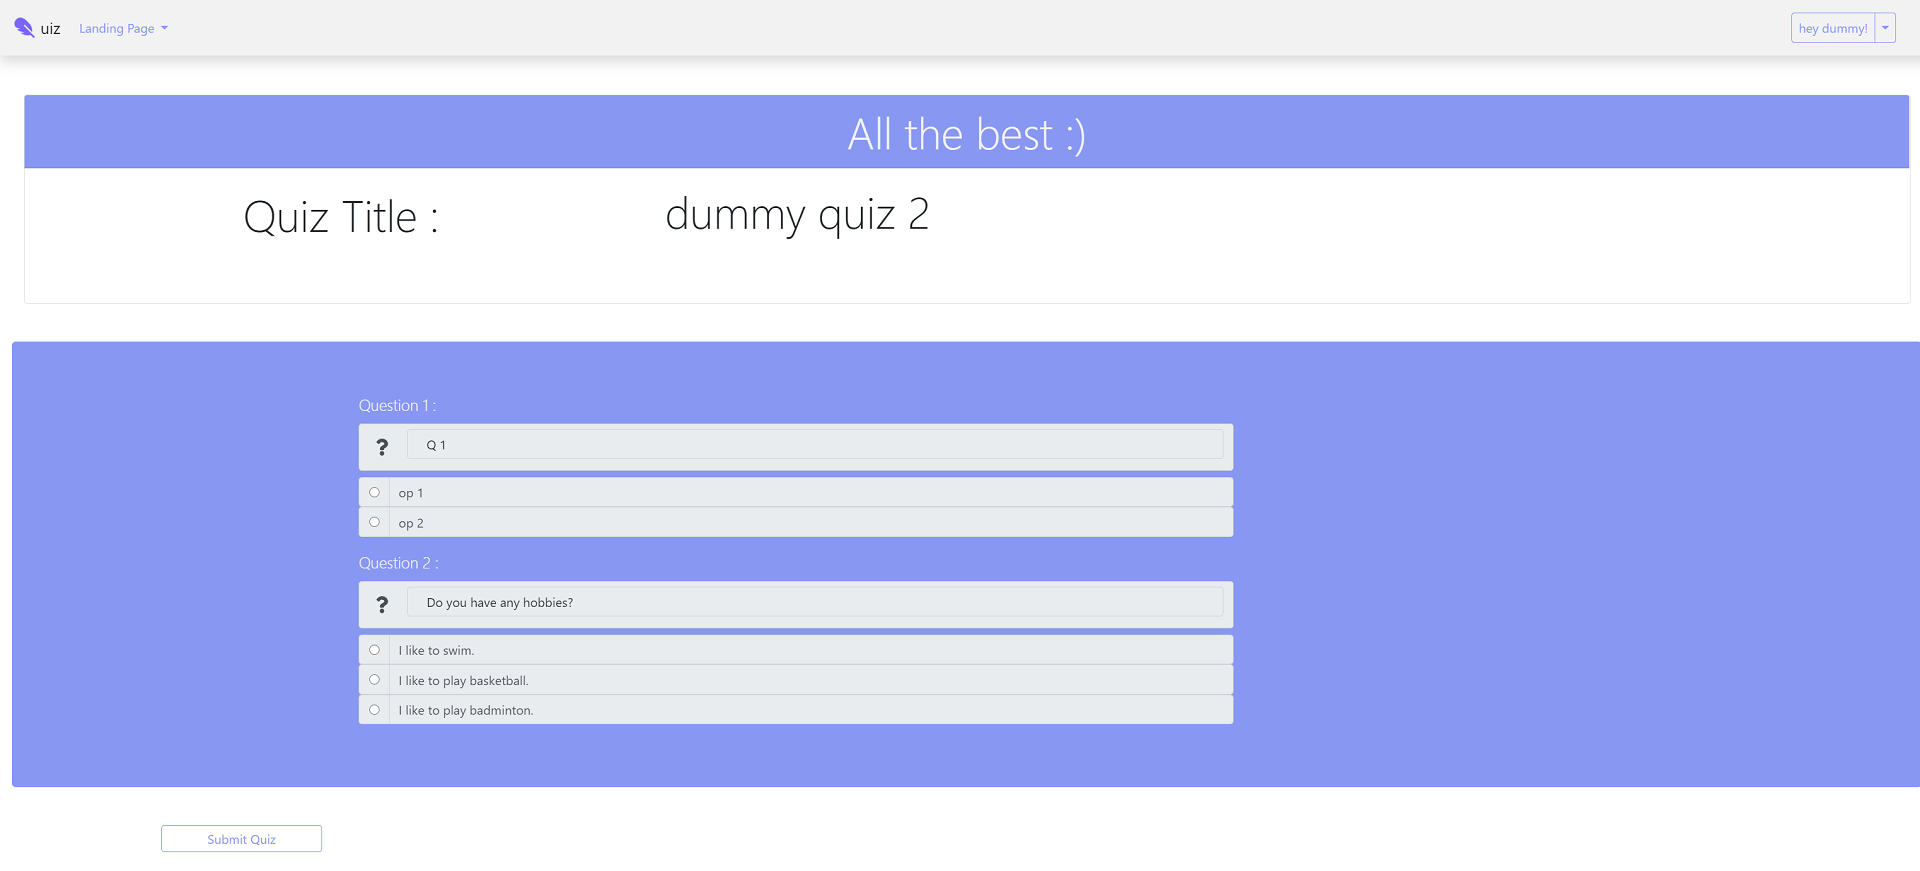 uiz Landing Page hey dummy!
All the best :)
Quiz Title : dummy quiz 2
Question 1 :
? Q 1
op 1
op 2
Question 2 :
? Do you have any hobbies?
I like to swim.
I like to play basketball.
I like to play badminton.
Submit Quiz